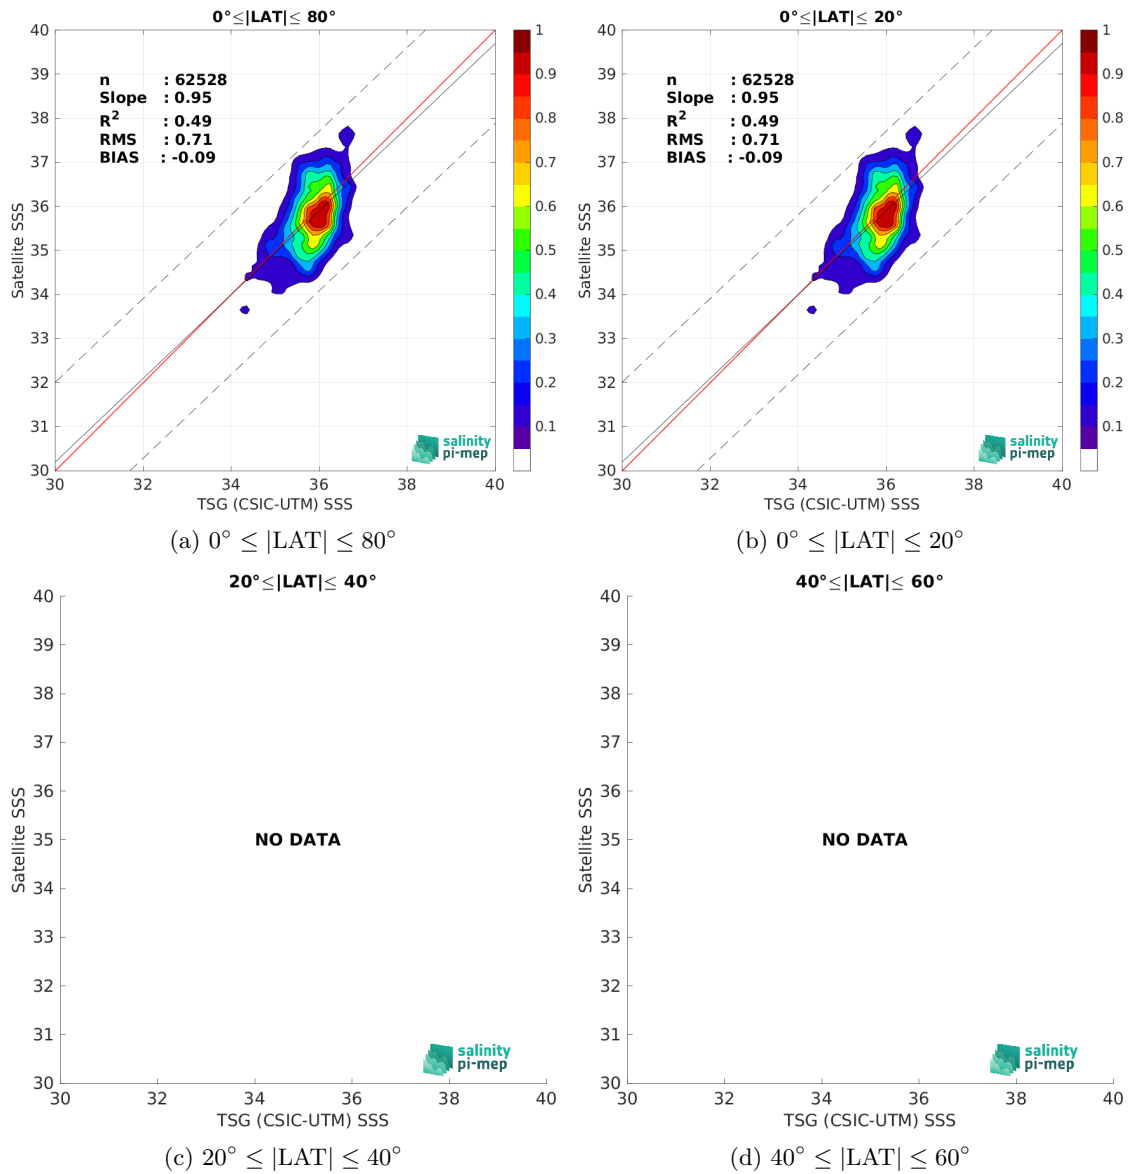 0°≤|LAT|≤ 80°
40
39
38
37
36
35
34
33
32
31
30
30 32 34 36 38 40
Satellite SSS
TSG (CSIC-UTM) SSS
n : 62528
Slope : 0.95
R² : 0.49
RMS : 0.71
BIAS : -0.09
1
0.9
0.8
0.7
0.6
0.5
0.4
0.3
0.2
0.1
salinity
pi-mep
(a) 0° ≤ |LAT| ≤ 80°
0°≤|LAT|≤ 20°
40
39
38
37
36
35
34
33
32
31
30
30 32 34 36 38 40
Satellite SSS
TSG (CSIC-UTM) SSS
n : 62528
Slope : 0.95
R² : 0.49
RMS : 0.71
BIAS : -0.09
1
0.9
0.8
0.7
0.6
0.5
0.4
0.3
0.2
0.1
salinity
pi-mep
(b) 0° ≤ |LAT| ≤ 20°
20°≤|LAT|≤ 40°
40
39
38
37
36
35
34
33
32
31
30
30 32 34 36 38 40
Satellite SSS
TSG (CSIC-UTM) SSS
NO DATA
salinity
pi-mep
(c) 20° ≤ |LAT| ≤ 40°
40°≤|LAT|≤ 60°
40
39
38
37
36
35
34
33
32
31
30
30 32 34 36 38 40
Satellite SSS
TSG (CSIC-UTM) SSS
NO DATA
salinity
pi-mep
(d) 40° ≤ |LAT| ≤ 60°